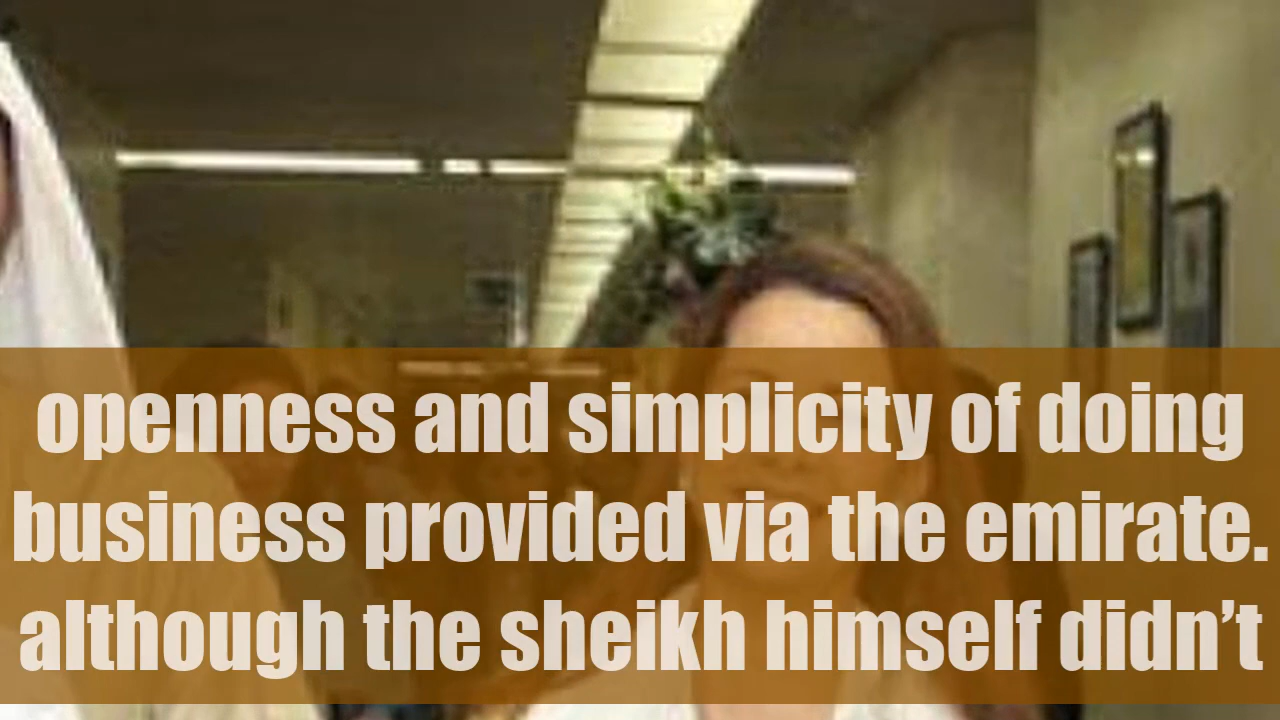 openness and simplicity of doing
business provided via the emirate.
although the sheikh himself didn’t